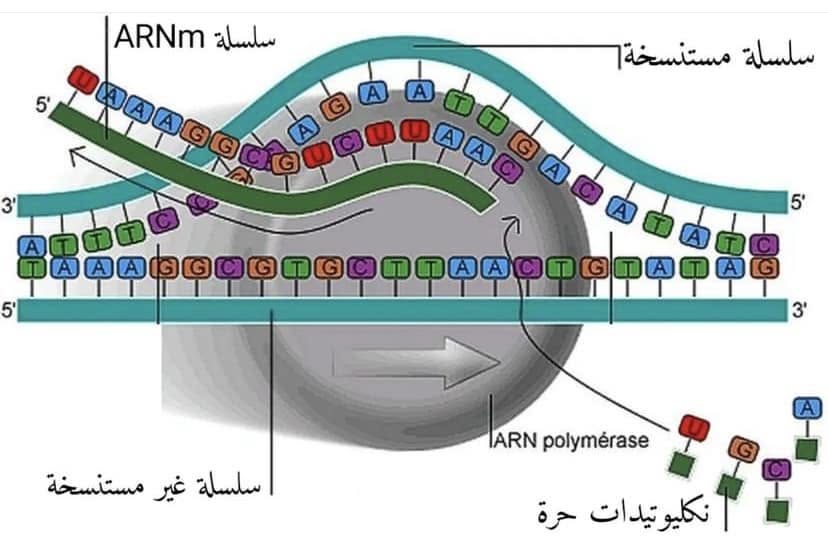 سلسلة ARNm
سلسلة مستنسخة
5'
U A A A G G C G U C U U A A C
A G A A T T G A C A T A T C
3'
5'
A T T T C C G
T A A A G G C G T G C T T A A C T G T A T A G
5'
3'
ARN polymérase
U G C A
سلسلة غير مستنسخة
نكليوتيدات حرة